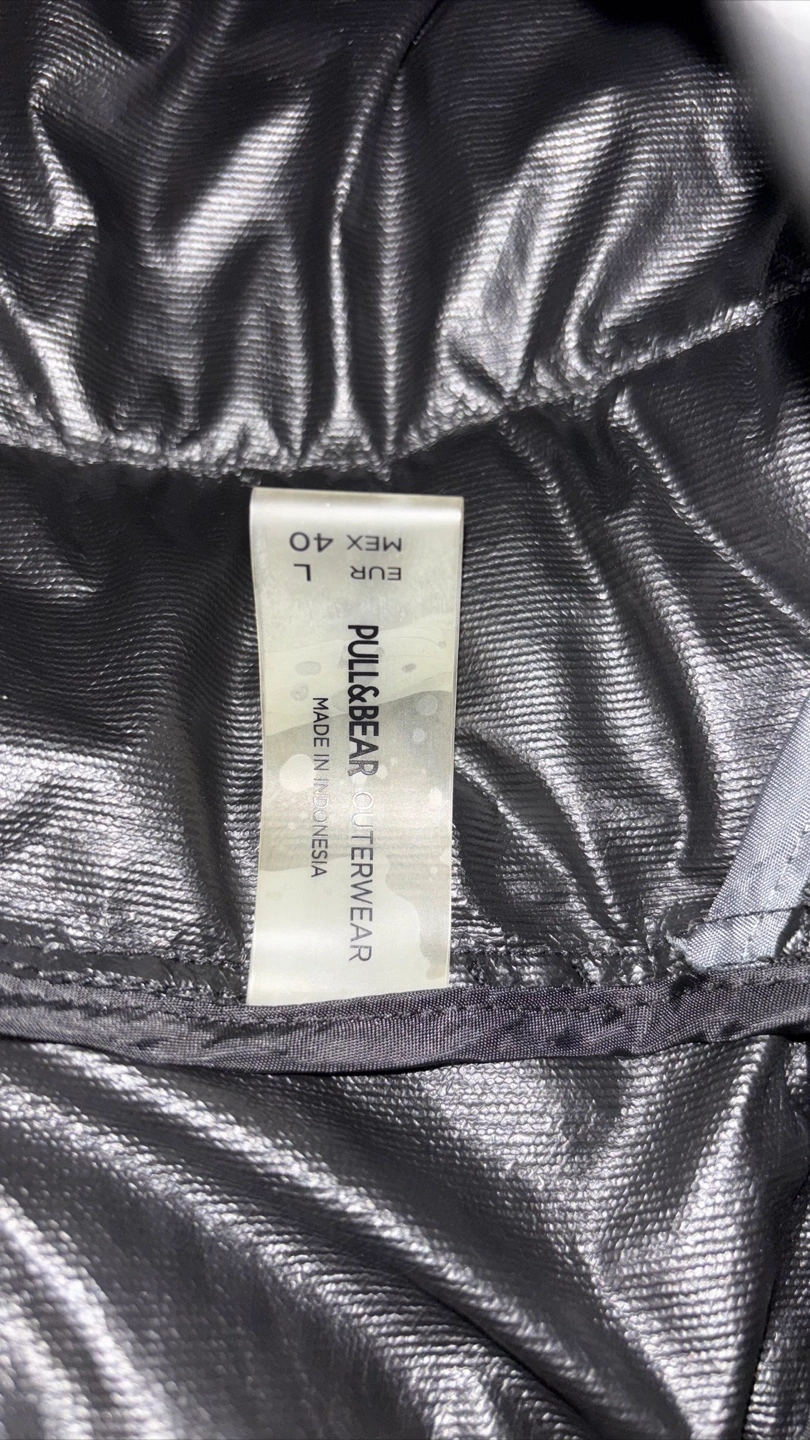 PULL&BEAR OUTERWEAR
MADE IN INDONESIA
EUR L
MEX 40